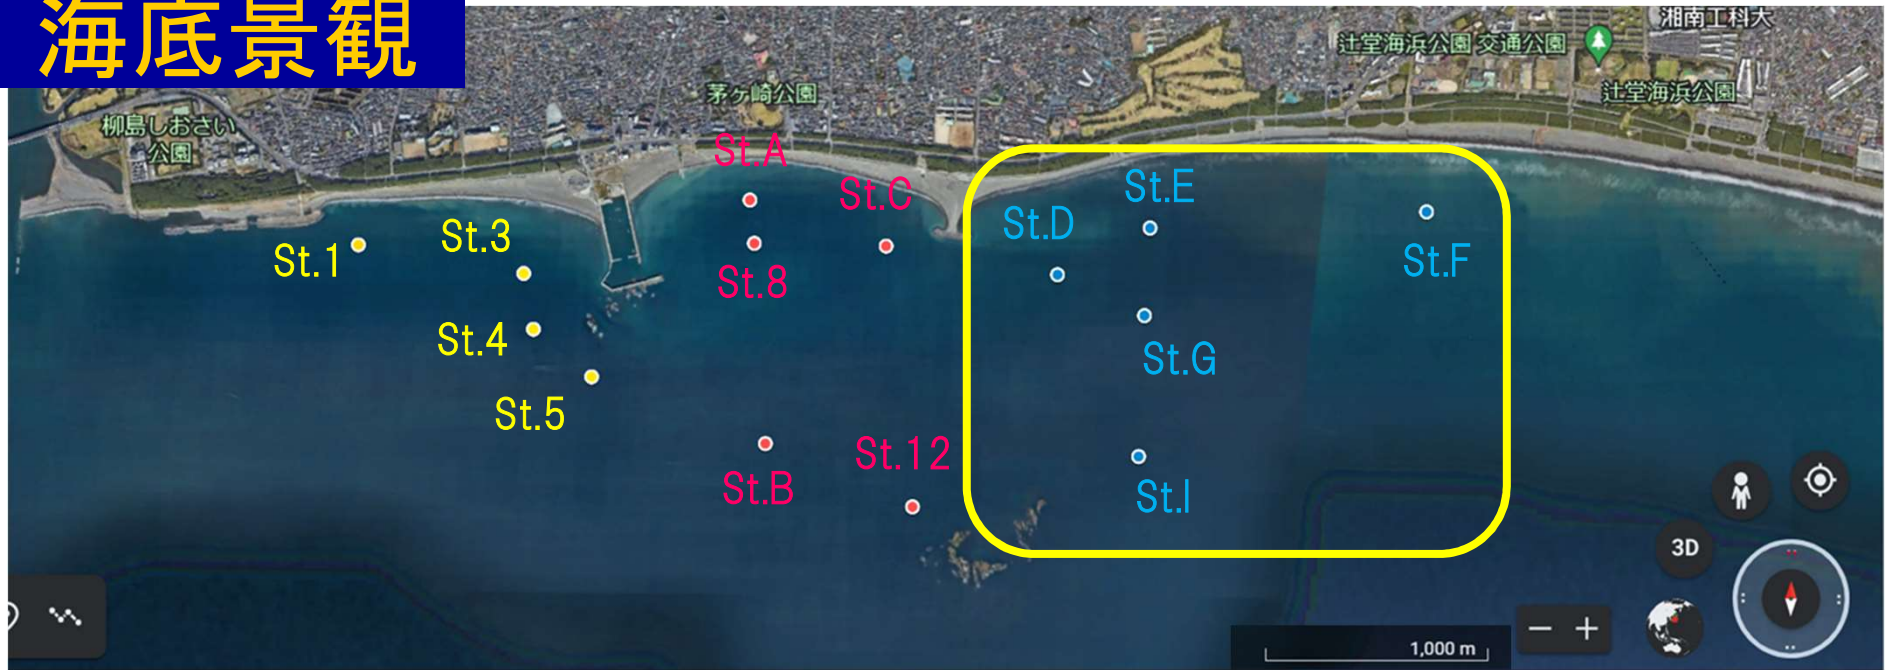 海底景観
湘南工科大
辻堂海浜公園 交通公園
茅ヶ崎公園
辻堂海浜公園
柳島しおさい
公園
St.A
St.C
St.E
St.D
St.3
St.1
St.F
St.8
St.4
St.G
St.5
St.12
St.B
St.I
3D
1,000 m